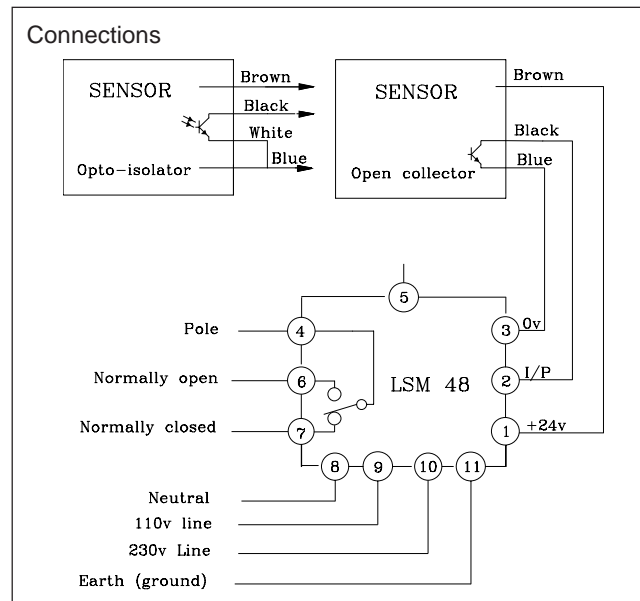 Connections
SENSOR
Brown
Black
White
Blue
Opto-isolator
SENSOR
Brown
Black
Blue
Open collector
5
Pole
4
3
0v
Normally open
6
LSM 48
2
I/P
Normally closed
7
1
+24v
8
9
10
11
Neutral
110v line
230v Line
Earth (ground)